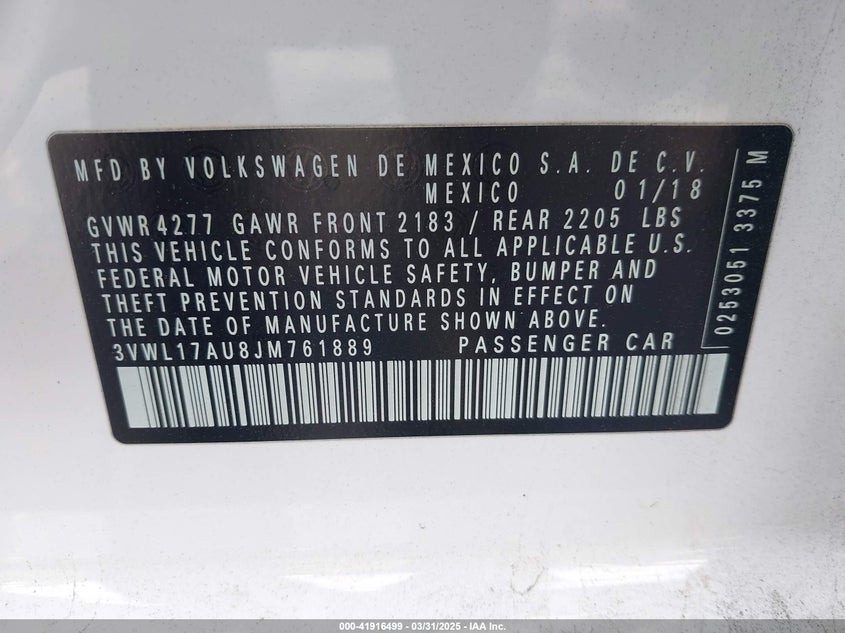 MFD BY VOLKSWAGEN DE MEXICO S.A. DE C.V.
MEXICO 01/18
GVWR4277 GAWR FRONT 2183 / REAR 2205 LBS
THIS VEHICLE CONFORMS TO ALL APPLICABLE U.S.
FEDERAL MOTOR VEHICLE SAFETY, BUMPER AND
THEFT PREVENTION STANDARDS IN EFFECT ON
THE DATE OF MANUFACTURE SHOWN ABOVE.
3VWL17AU8JM761889 PASSENGER CAR
0253051 3375 M
000-41916499 — 03/31/2025 — IAA Inc.